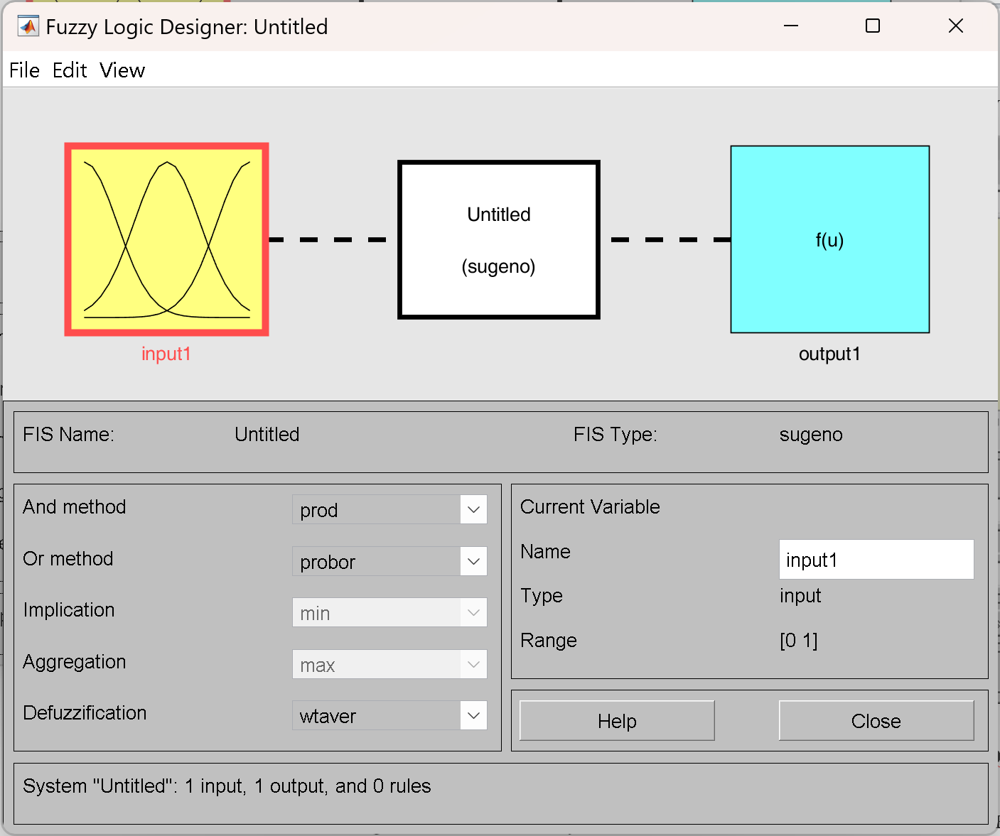 Fuzzy Logic Designer: Untitled
File Edit View
Untitled
(sugeno)
f(u)
input1
output1
FIS Name: Untitled FIS Type: sugeno
And method prod
Or method probor
Implication min
Aggregation max
Defuzzification wtaver
Current Variable
Name input1
Type input
Range [0 1]
Help Close
System "Untitled": 1 input, 1 output, and 0 rules